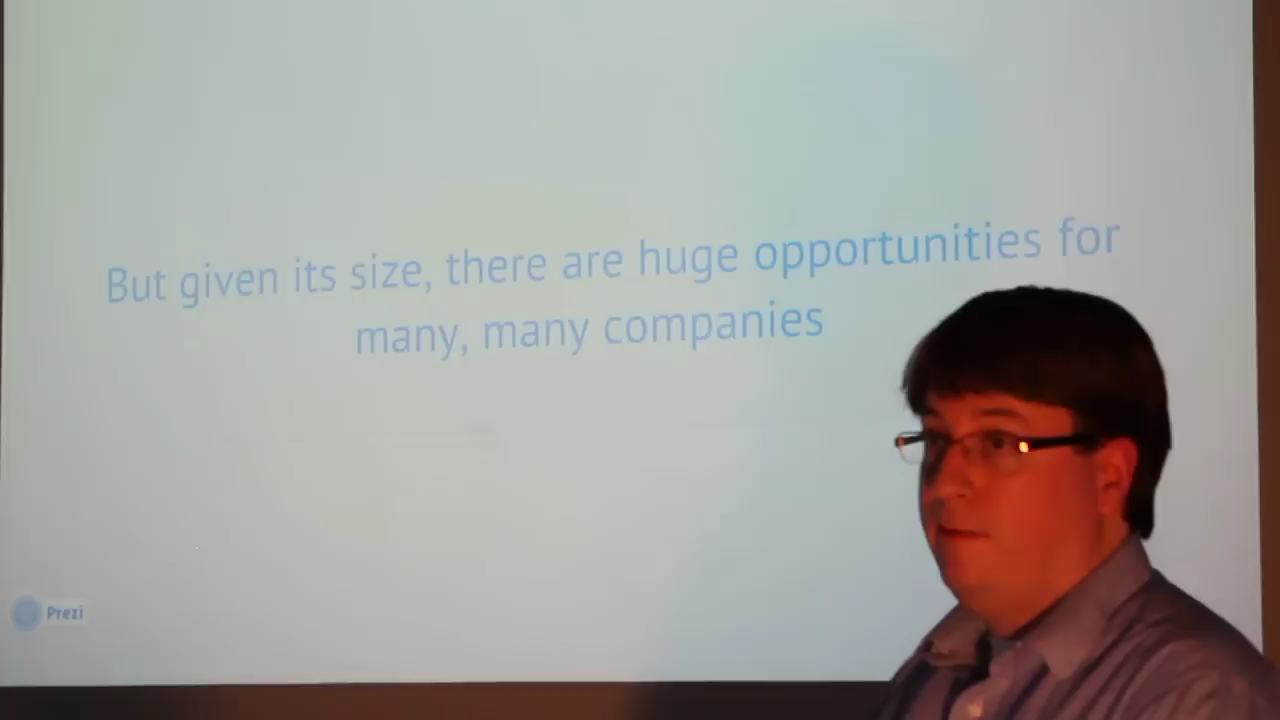 But given its size, there are huge opportunities for
many, many companies
Prezi